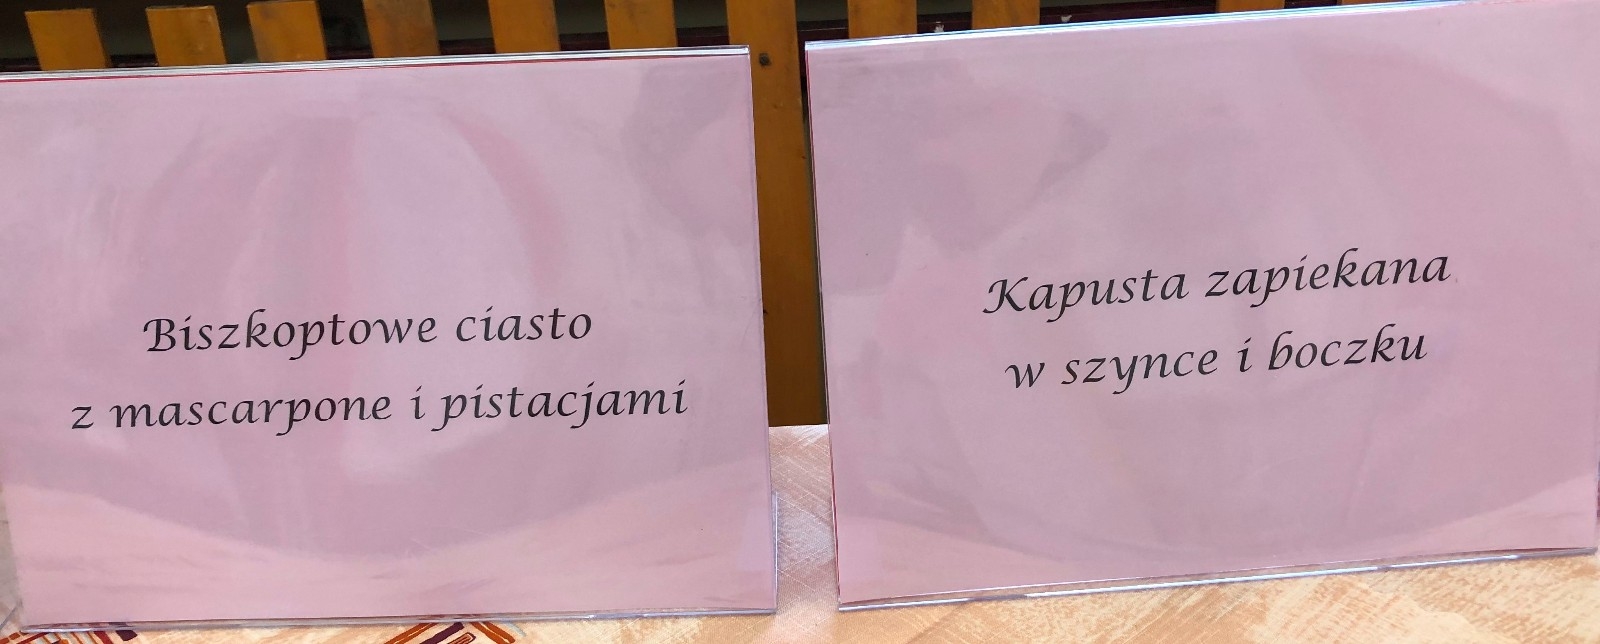 Biszkoptowe ciasto
z mascarpone i pistacjami
Kapusta zapiekana
w szynce i boczku